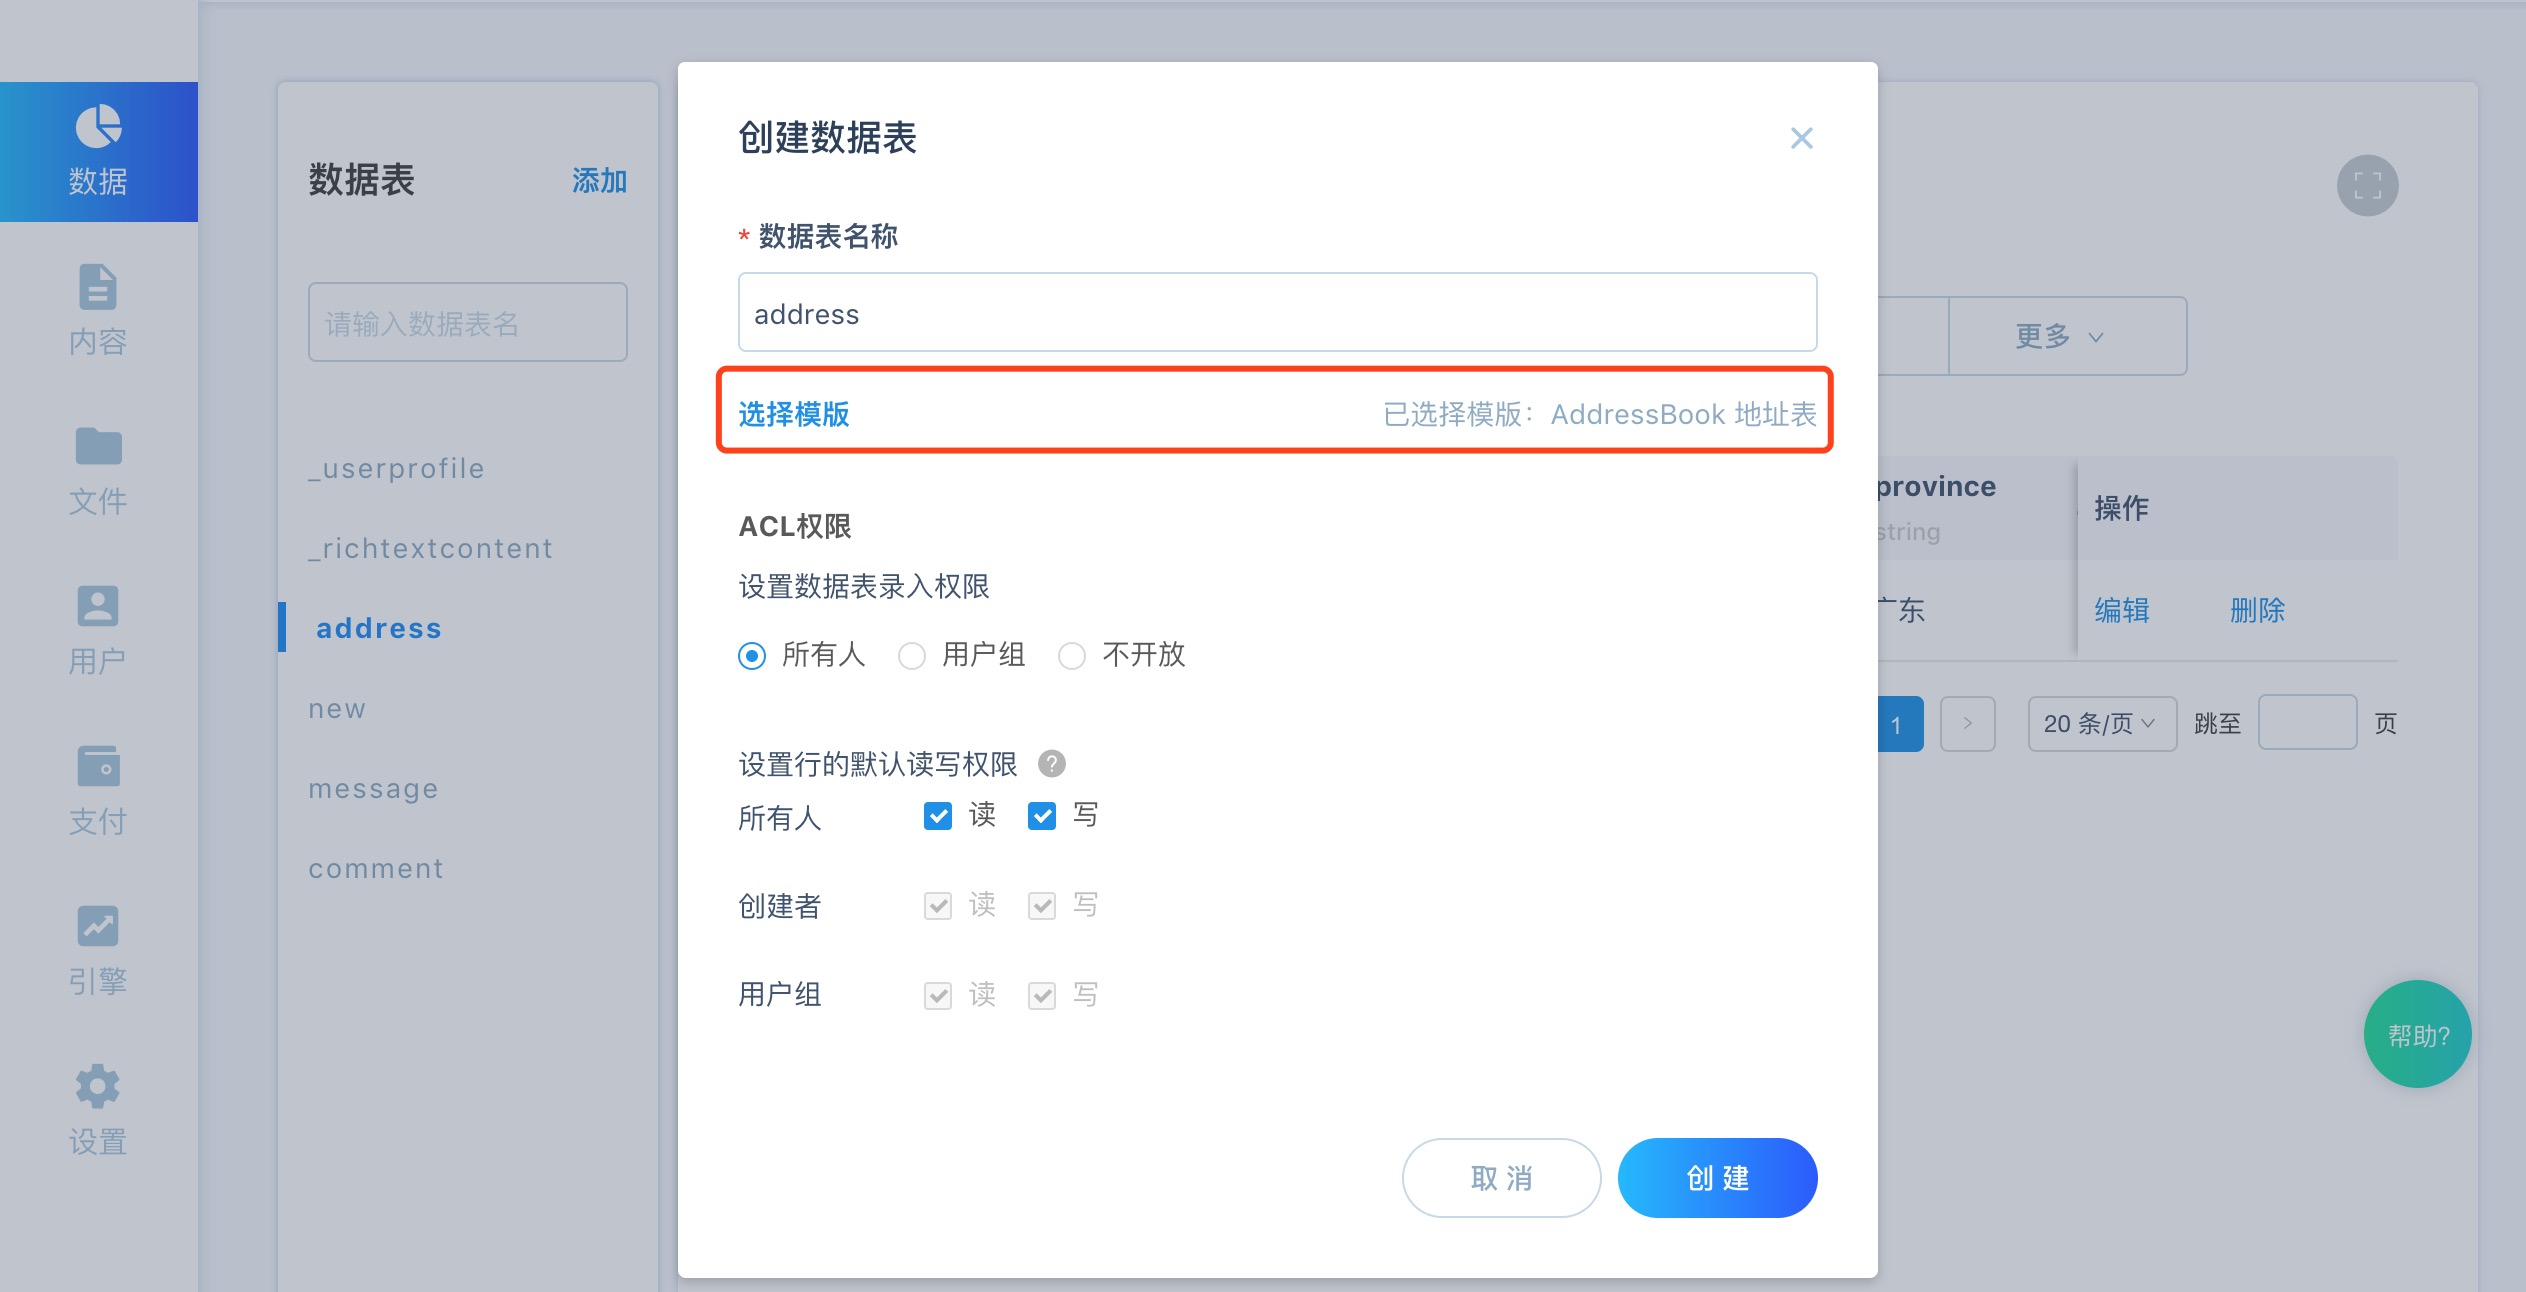 数据
内容
文件
用户
支付
引擎
设置
数据表
添加
请输入数据表名
_userprofile
_richtextcontent
address
new
message
comment
创建数据表
* 数据表名称
address
选择模版
已选择模版：AddressBook 地址表
ACL权限
设置数据表录入权限
所有人 用户组 不开放
设置行的默认读写权限 ?
所有人 读 写
创建者 读 写
用户组 读 写
取 消
创 建
更多
province
string
操作
广东
编辑 删除
1 > 20 条/页 跳至 页
帮助?